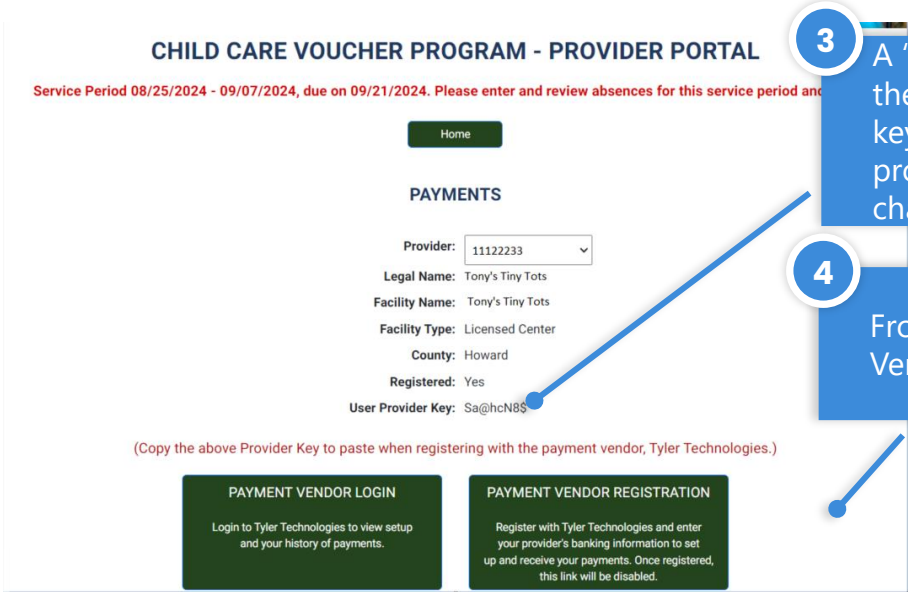 CHILD CARE VOUCHER PROGRAM - PROVIDER PORTAL
Service Period 08/25/2024 - 09/07/2024, due on 09/21/2024. Please enter and review absences for this service period and
Home
PAYMENTS
Provider: 11122233
Legal Name: Tony's Tiny Tots
Facility Name: Tony's Tiny Tots
Facility Type: Licensed Center
County: Howard
Registered: Yes
User Provider Key: Sa@hcN8$
(Copy the above Provider Key to paste when registering with the payment vendor, Tyler Technologies.)
PAYMENT VENDOR LOGIN
Login to Tyler Technologies to view setup
and your history of payments.
PAYMENT VENDOR REGISTRATION
Register with Tyler Technologies and enter
your provider's banking information to set
up and receive your payments. Once registered,
this link will be disabled.
3
A
the
key
pro
cha
4
Fro
Ver